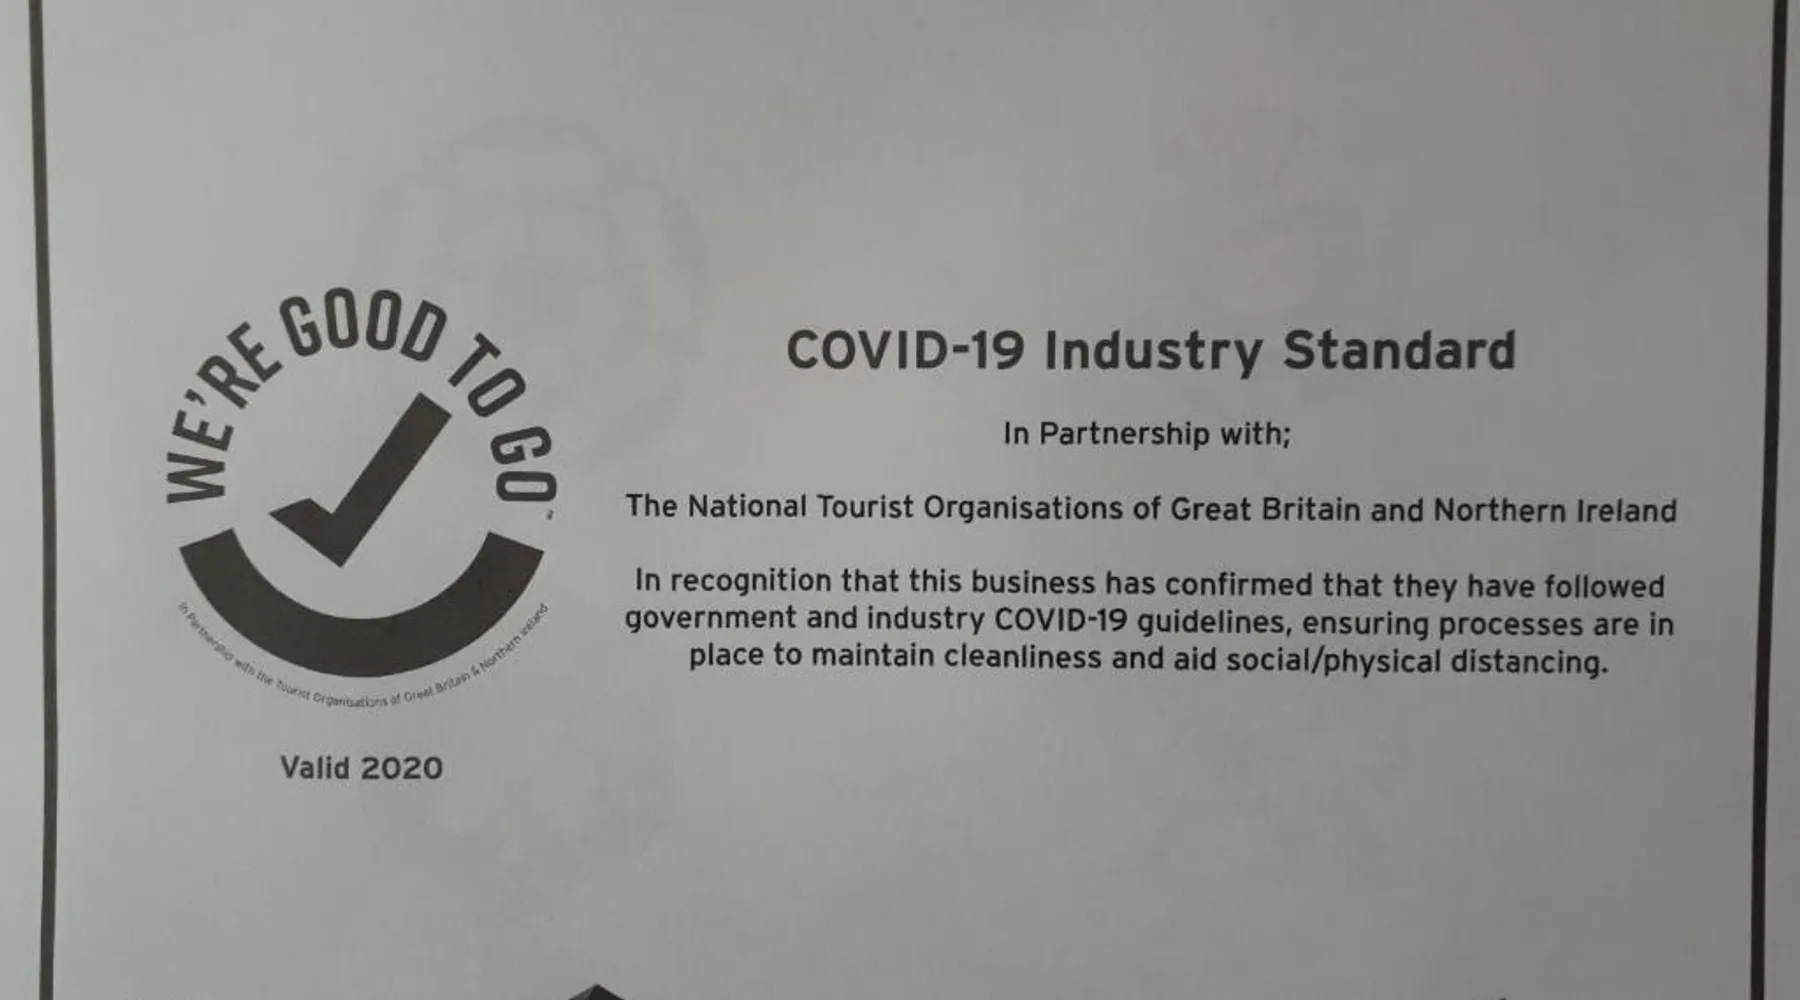 WE'RE GOOD TO GO
In Partnership with the Tourist Organisations of Great Britain & Northern Ireland
Valid 2020
COVID-19 Industry Standard
In Partnership with;
The National Tourist Organisations of Great Britain and Northern Ireland
In recognition that this business has confirmed that they have followed
government and industry COVID-19 guidelines, ensuring processes are in
place to maintain cleanliness and aid social/physical distancing.